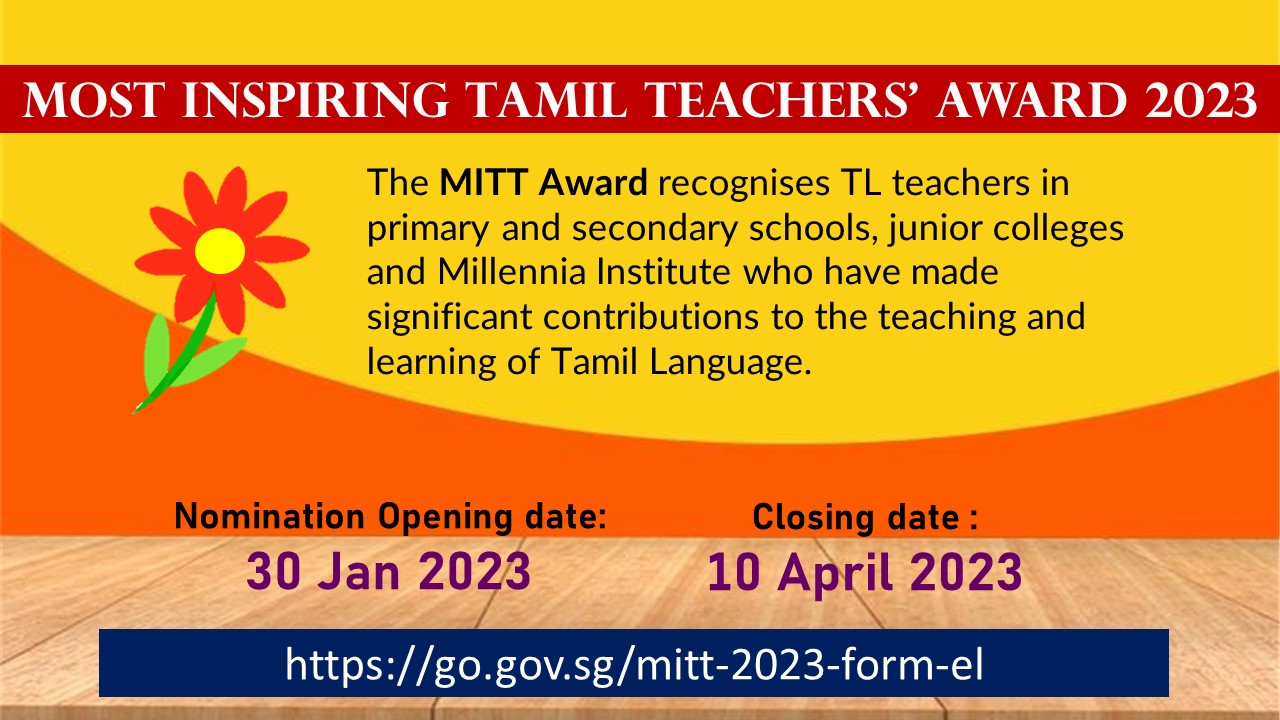 MOST INSPIRING TAMIL TEACHERS’ AWARD 2023
The MITT Award recognises TL teachers in
primary and secondary schools, junior colleges
and Millennia Institute who have made
significant contributions to the teaching and
learning of Tamil Language.
Nomination Opening date:
30 Jan 2023
Closing date :
10 April 2023
https://go.gov.sg/mitt-2023-form-el